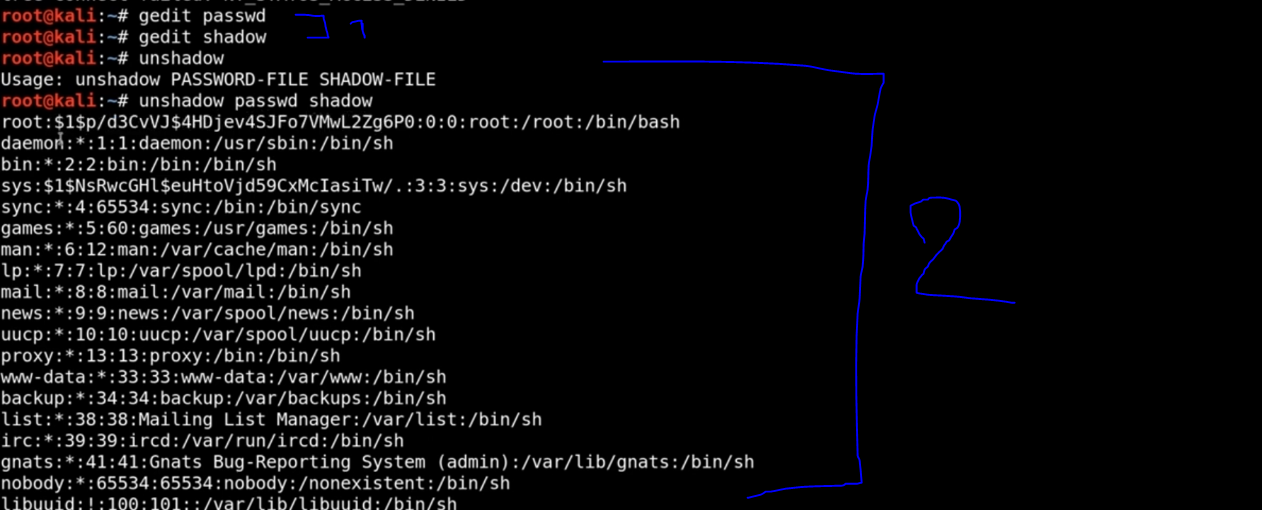 root@kali:~# gedit passwd
root@kali:~# gedit shadow
root@kali:~# unshadow
Usage: unshadow PASSWORD-FILE SHADOW-FILE
root@kali:~# unshadow passwd shadow
root:$1$p/d3CvVJ$4HDjev4SJFo7VMwL2Zg6P0:0:0:root:/root:/bin/bash
daemon:*:1:1:daemon:/usr/sbin:/bin/sh
bin:*:2:2:bin:/bin:/bin/sh
sys:$1$NsRwcGHl$euHtoVjd59CxMcIasiTw/.:3:3:sys:/dev:/bin/sh
sync:*:4:65534:sync:/bin:/bin/sync
games:*:5:60:games:/usr/games:/bin/sh
man:*:6:12:man:/var/cache/man:/bin/sh
lp:*:7:7:lp:/var/spool/lpd:/bin/sh
mail:*:8:8:mail:/var/mail:/bin/sh
news:*:9:9:news:/var/spool/news:/bin/sh
uucp:*:10:10:uucp:/var/spool/uucp:/bin/sh
proxy:*:13:13:proxy:/bin:/bin/sh
www-data:*:33:33:www-data:/var/www:/bin/sh
backup:*:34:34:backup:/var/backups:/bin/sh
list:*:38:38:Mailing List Manager:/var/list:/bin/sh
irc:*:39:39:ircd:/var/run/ircd:/bin/sh
gnats:*:41:41:Gnats Bug-Reporting System (admin):/var/lib/gnats:/bin/sh
nobody:*:65534:65534:nobody:/nonexistent:/bin/sh
libuuid:!:100:101::/var/lib/libuuid:/bin/sh
1
2